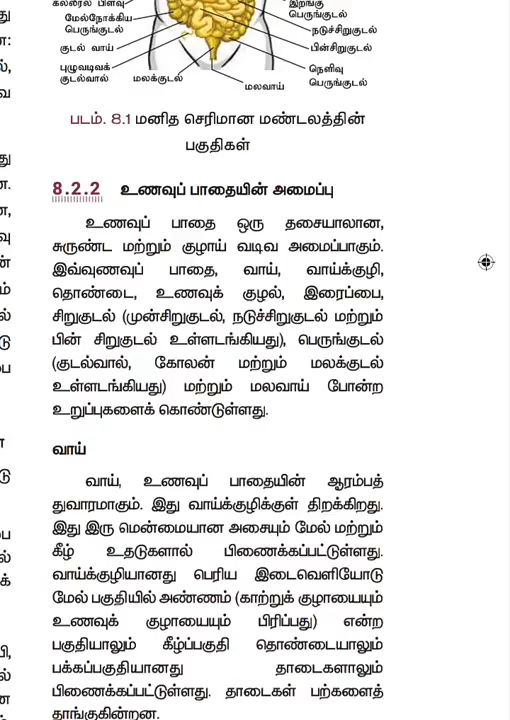 கல்லீரல் பிளவு
மேல்நோக்கிய
பெருங்குடல்
குடல் வாய்
புழுவடிவக்
குடல்வால்
மலக்குடல்
இறங்கு
பெருங்குடல்
நடுச்சிறுகுடல்
பின்சிறுகுடல்
நெளிவு
பெருங்குடல்
மலவாய்
படம். 8.1 மனித செரிமான மண்டலத்தின்
பகுதிகள்
8.2.2 உணவுப் பாதையின் அமைப்பு
உணவுப் பாதை ஒரு தசையாலான,
சுருண்ட மற்றும் குழாய் வடிவ அமைப்பாகும்.
இவ்வுணவுப் பாதை, வாய், வாய்க்குழி,
தொண்டை, உணவுக் குழல், இரைப்பை,
சிறுகுடல் (முன்சிறுகுடல், நடுச்சிறுகுடல் மற்றும்
பின் சிறுகுடல் உள்ளடங்கியது), பெருங்குடல்
(குடல்வால், கோலன் மற்றும் மலக்குடல்
உள்ளடங்கியது) மற்றும் மலவாய் போன்ற
உறுப்புகளைக் கொண்டுள்ளது.
வாய்
வாய், உணவுப் பாதையின் ஆரம்பத்
துவாரமாகும். இது வாய்க்குழிக்குள் திறக்கிறது.
இது இரு மென்மையான அசையும் மேல் மற்றும்
கீழ் உதடுகளால் பிணைக்கப்பட்டுள்ளது.
வாய்க்குழியானது பெரிய இடைவெளியோடு
மேல் பகுதியில் அண்ணம் (காற்றுக் குழாயையும்
உணவுக் குழாயையும் பிரிப்பது) என்ற
பகுதியாலும் கீழ்ப்பகுதி தொண்டையாலும்
பக்கப்பகுதியானது தாடைகளாலும்
பிணைக்கப்பட்டுள்ளது. தாடைகள் பற்களைத்
தாங்குகின்றன.